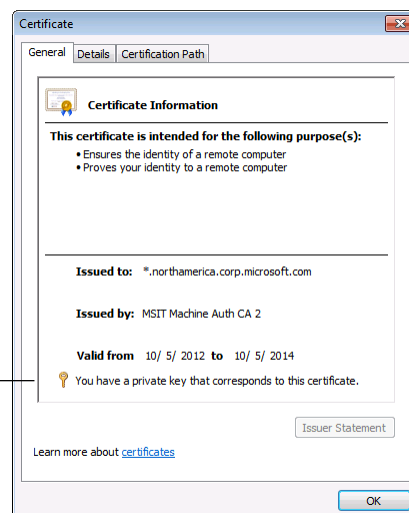 Certificate
General Details Certification Path
Certificate Information
This certificate is intended for the following purpose(s):
• Ensures the identity of a remote computer
• Proves your identity to a remote computer
Issued to: *.northamerica.corp.microsoft.com
Issued by: MSIT Machine Auth CA 2
Valid from 10/ 5/ 2012 to 10/ 5/ 2014
You have a private key that corresponds to this certificate.
Issuer Statement
Learn more about certificates
OK